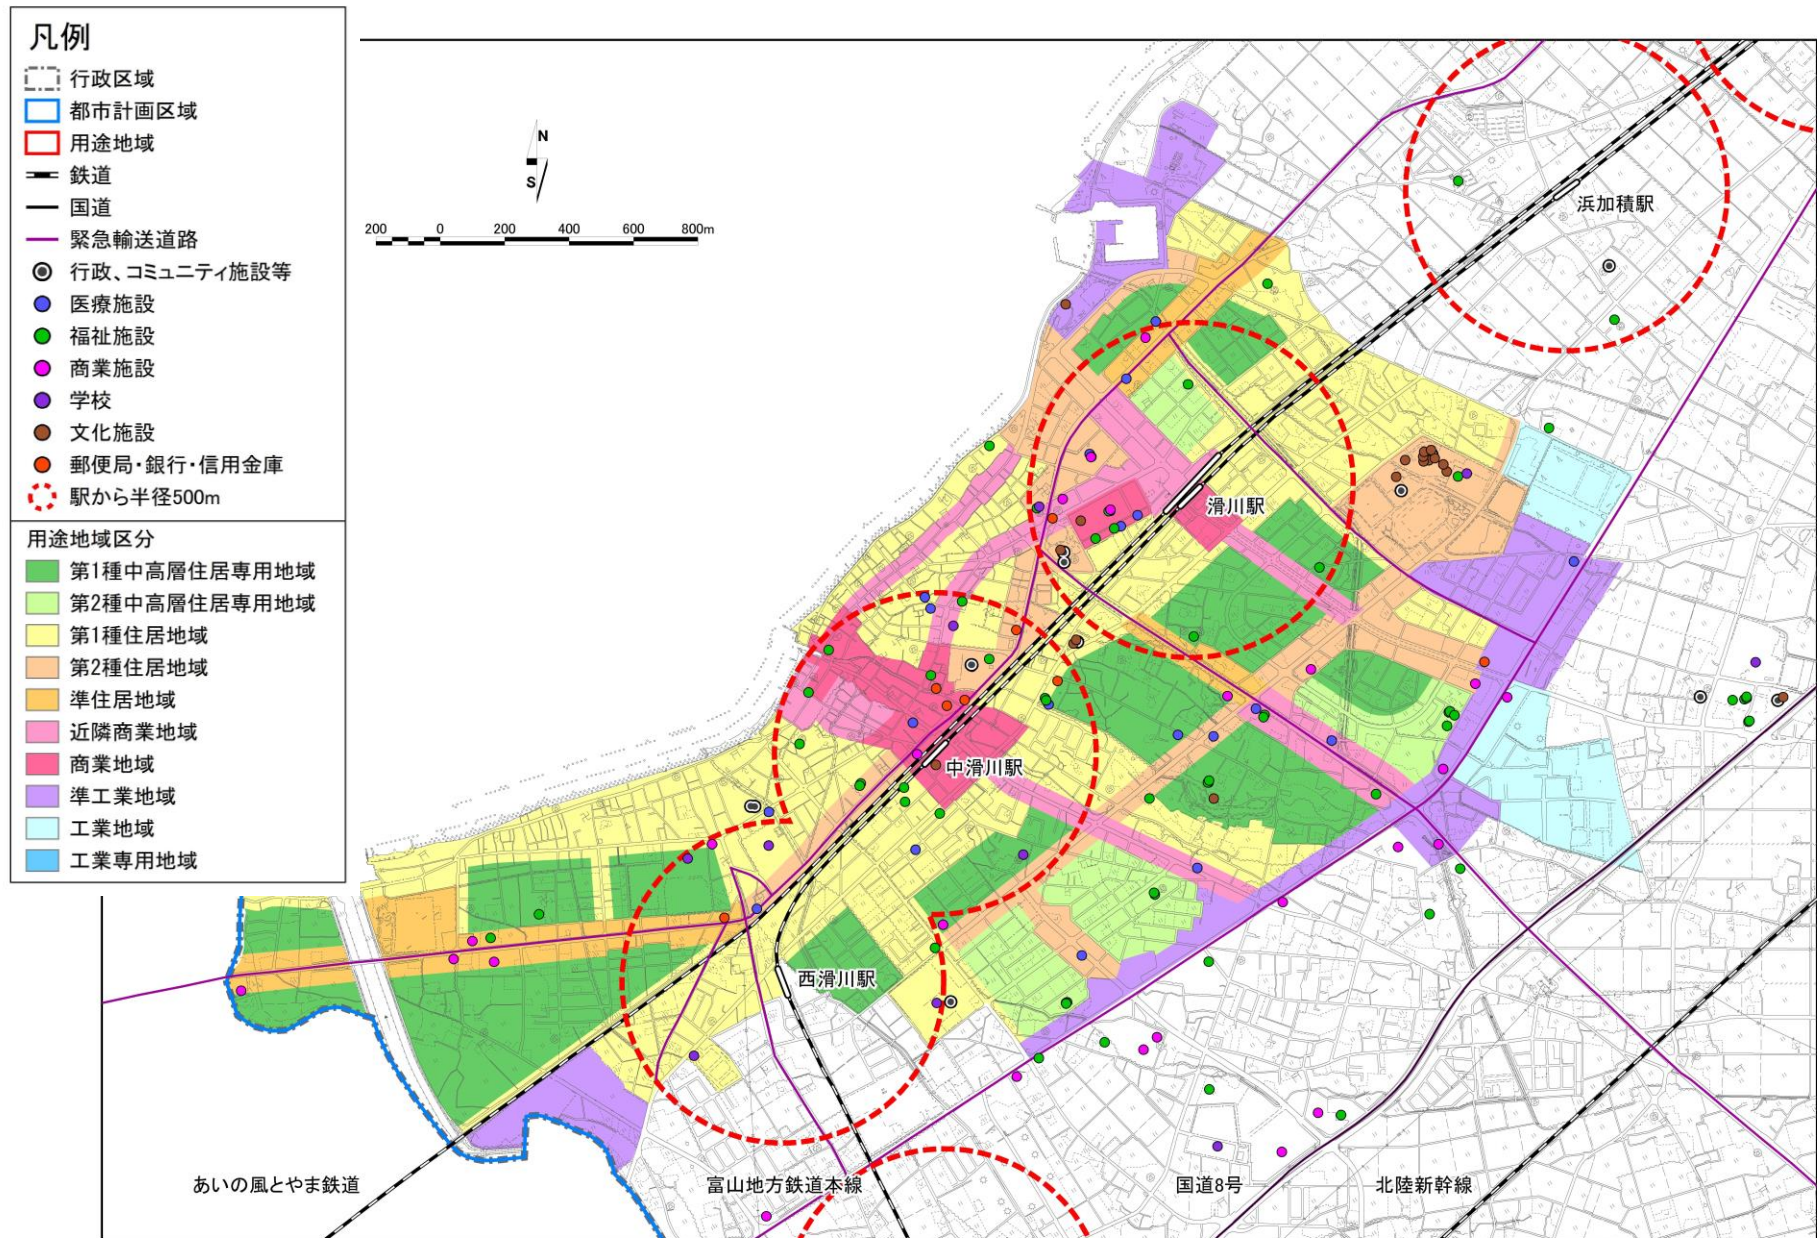 凡例
行政区域
都市計画区域
用途地域
鉄道
国道
緊急輸送道路
行政、コミュニティ施設等
医療施設
福祉施設
商業施設
学校
文化施設
郵便局・銀行・信用金庫
駅から半径500m
用途地域区分
第1種中高層住居専用地域
第2種中高層住居専用地域
第1種住居地域
第2種住居地域
準住居地域
近隣商業地域
商業地域
準工業地域
工業地域
工業専用地域
N
S
200 0 200 400 600 800m
浜加積駅
滑川駅
中滑川駅
西滑川駅
あいの風とやま鉄道
富山地方鉄道本線
国道8号
北陸新幹線